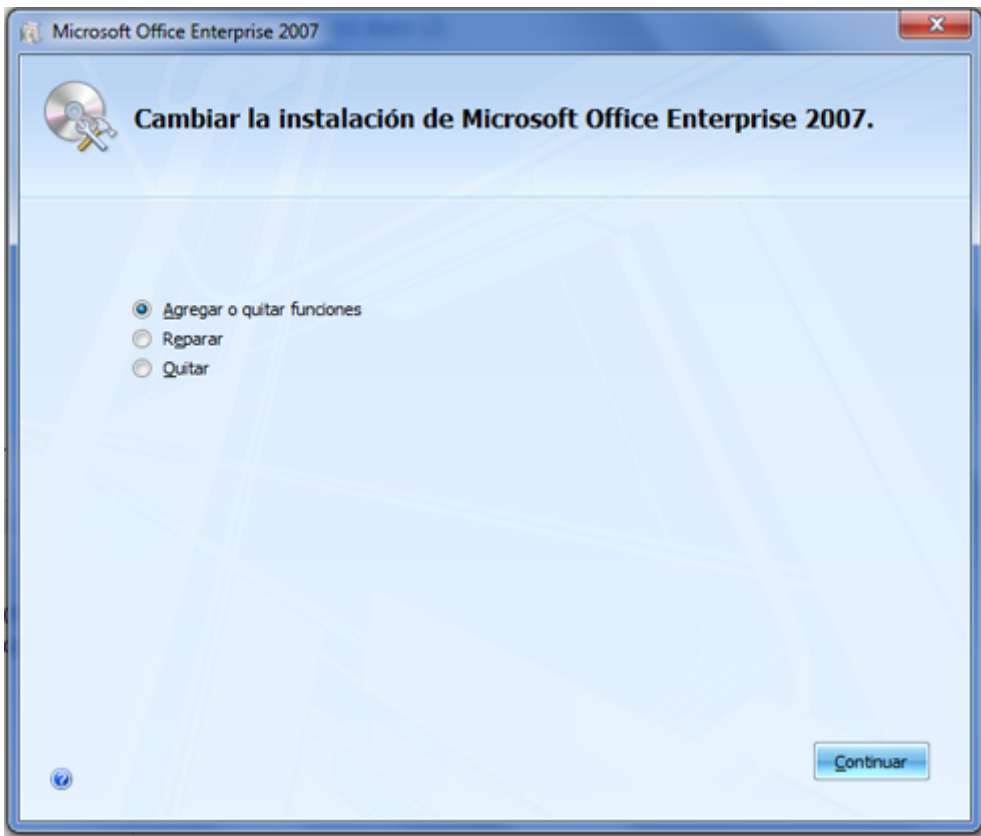 Microsoft Office Enterprise 2007
Cambiar la instalación de Microsoft Office Enterprise 2007.
Agregar o quitar funciones
Reparar
Quitar
Continuar